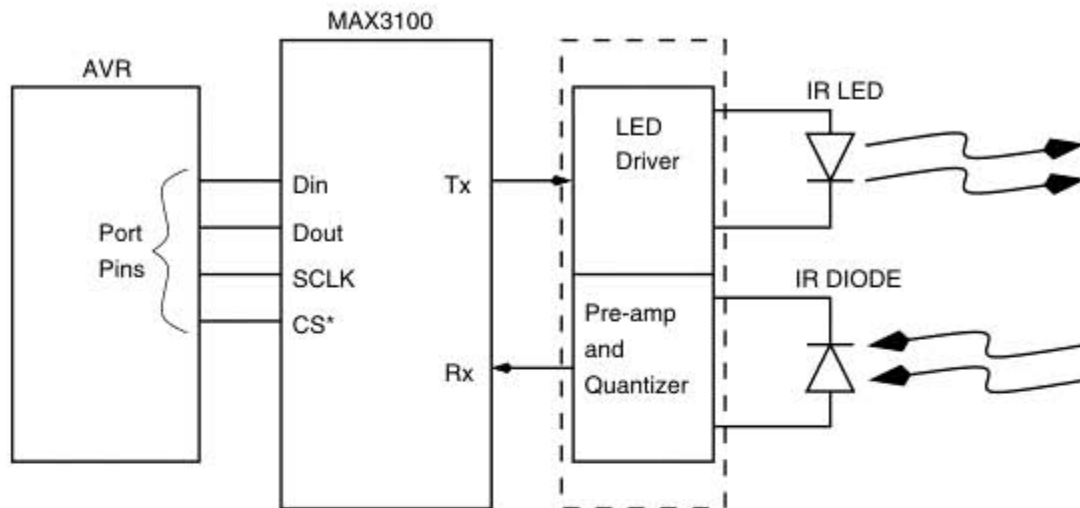 MAX3100
AVR
IR LED
LED
Driver
Din
Tx
Port
Pins
Dout
SCLK
IR DIODE
CS*
Pre-amp
and
Quantizer
Rx